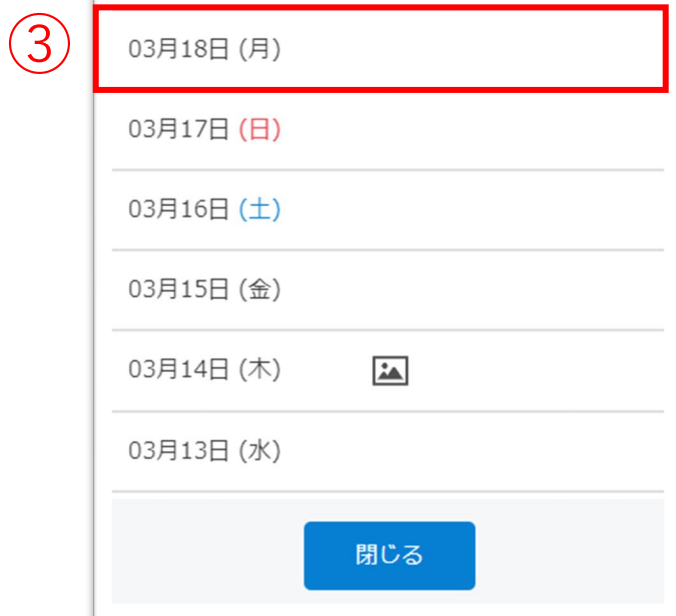 ③
03月18日 (月)
03月17日 (日)
03月16日 (土)
03月15日 (金)
03月14日 (木)
03月13日 (水)
閉じる